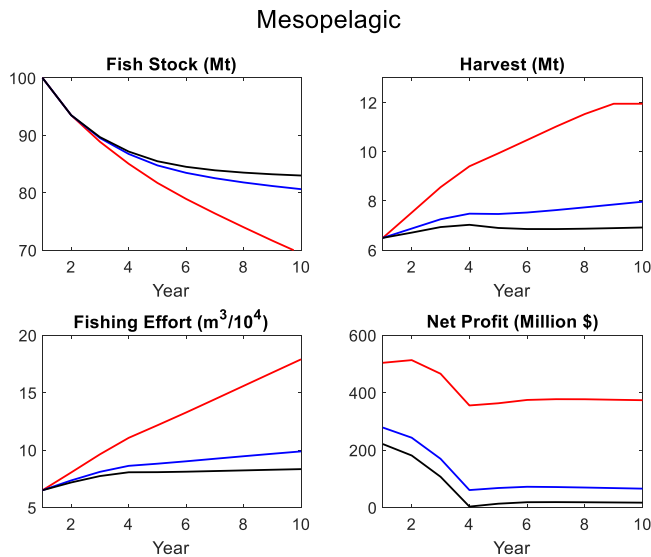 Mesopelagic
Fish Stock (Mt)
100
90
80
70
2 4 6 8 10
Year
Harvest (Mt)
12
10
8
6
2 4 6 8 10
Year
Fishing Effort (m³/10⁴)
20
15
10
5
2 4 6 8 10
Year
Net Profit (Million $)
600
400
200
0
2 4 6 8 10
Year